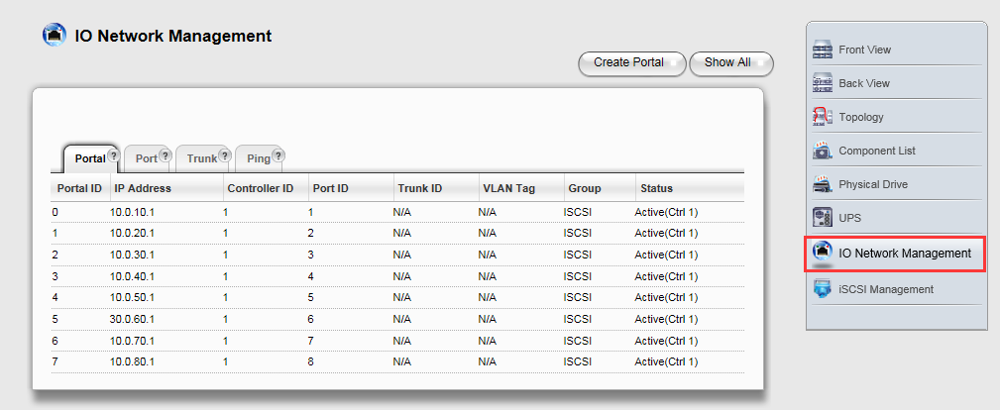 IO Network Management
Create Portal Show All
Portal ? Port ? Trunk ? Ping ?
Portal ID IP Address Controller ID Port ID Trunk ID VLAN Tag Group Status
0 10.0.10.1 1 1 N/A N/A ISCSI Active(Ctrl 1)
1 10.0.20.1 1 2 N/A N/A ISCSI Active(Ctrl 1)
2 10.0.30.1 1 3 N/A N/A ISCSI Active(Ctrl 1)
3 10.0.40.1 1 4 N/A N/A ISCSI Active(Ctrl 1)
4 10.0.50.1 1 5 N/A N/A ISCSI Active(Ctrl 1)
5 30.0.60.1 1 6 N/A N/A ISCSI Active(Ctrl 1)
6 10.0.70.1 1 7 N/A N/A ISCSI Active(Ctrl 1)
7 10.0.80.1 1 8 N/A N/A ISCSI Active(Ctrl 1)
Front View
Back View
Topology
Component List
Physical Drive
UPS
IO Network Management
iSCSI Management